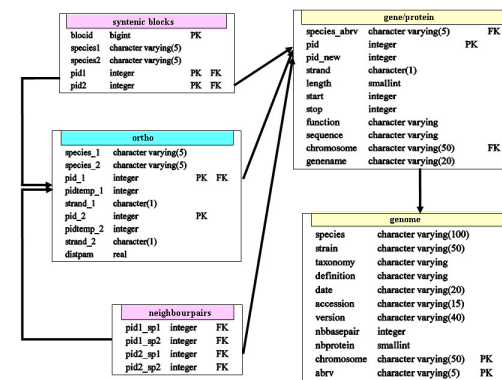 syntenic blocks
blocid bigint PK
species1 character varying(5)
species2 character varying(5)
pid1 integer PK FK
pid2 integer PK FK
ortho
species_1 character varying(5)
species_2 character varying(5)
pid_1 integer PK FK
pidtemp_1 integer
strand_1 character(1)
pid_2 integer PK
pidtemp_2 integer
strand_2 character(1)
distpam real
neighbourpairs
pid1_sp1 integer FK
pid1_sp2 integer FK
pid2_sp1 integer FK
pid2_sp2 integer FK
gene/protein
species_abrv character varying(5) FK
pid integer PK
pid_new integer
strand character(1)
length smallint
start integer
stop integer
function character varying
sequence character varying
chromosome character varying(50) FK
genename character varying(20)
genome
species character varying(100)
strain character varying(50)
taxonomy character varying
definition character varying
date character varying(20)
accession character varying(15)
version character varying(40)
nbbasepair integer
nbprotein smallint
chromosome character varying(50) PK
abrv character varying(5) PK